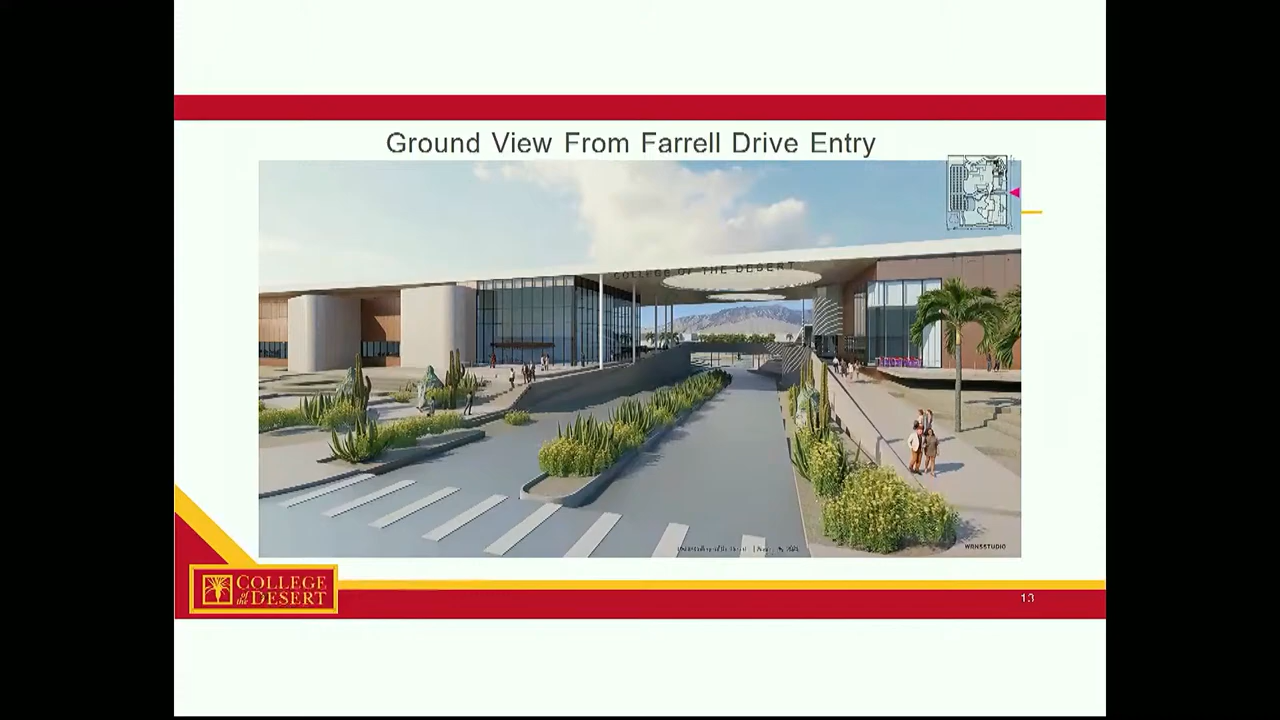 Ground View From Farrell Drive Entry
COLLEGE OF THE DESERT
WRNSSTUDIO
COLLEGE
of
the DESERT
13